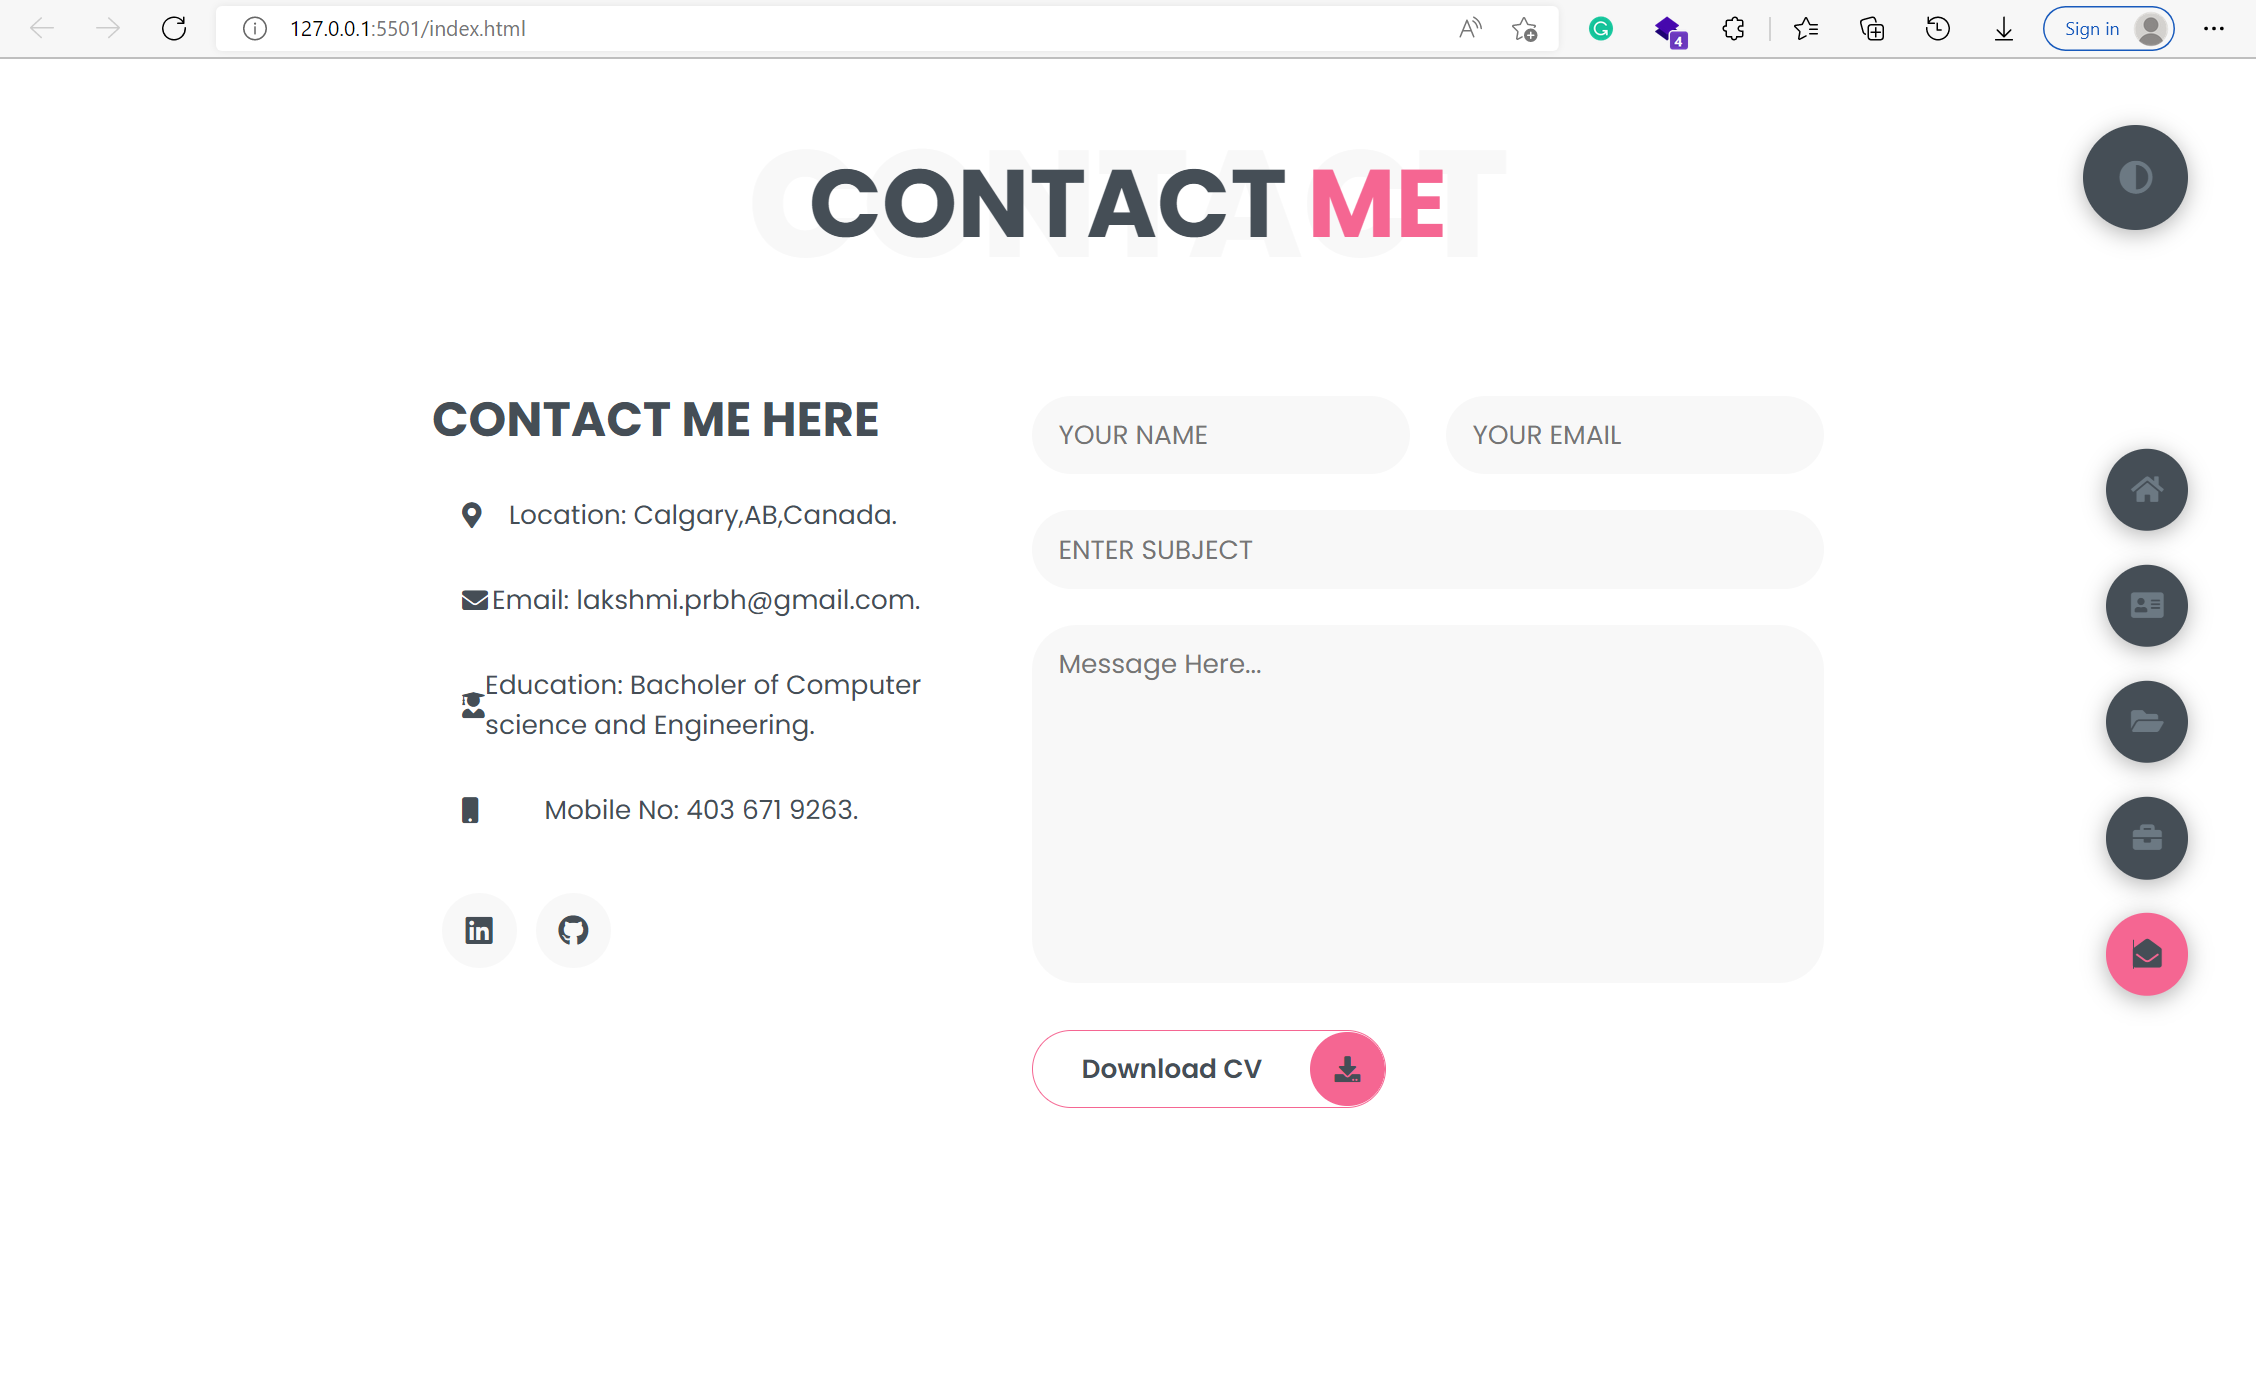 127.0.0.1:5501/index.html
4
Sign in
CONTACT
CONTACT ME
CONTACT ME HERE
Location: Calgary,AB,Canada.
Email: lakshmi.prbh@gmail.com.
Education: Bacholer of Computer
science and Engineering.
Mobile No: 403 671 9263.
YOUR NAME
YOUR EMAIL
ENTER SUBJECT
Message Here...
Download CV